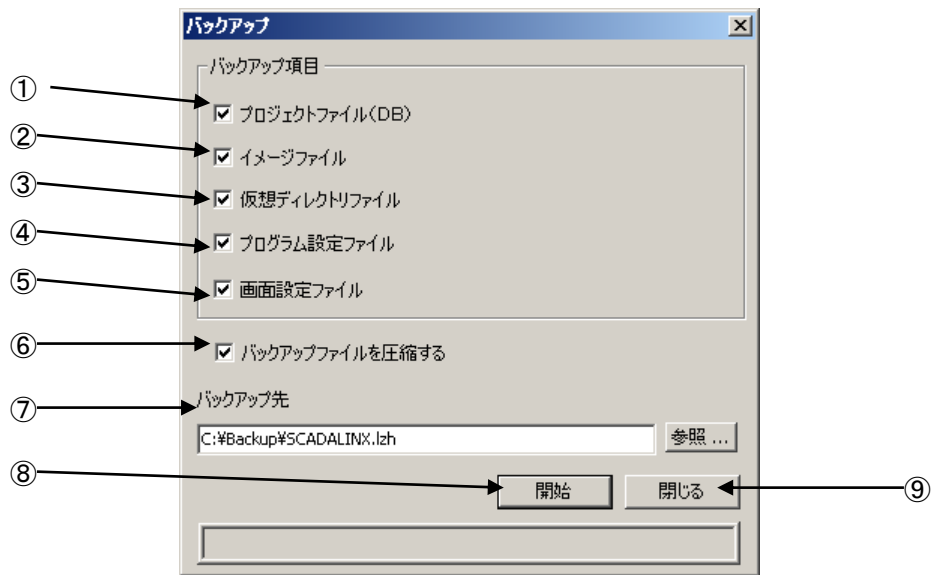 バックアップ
バックアップ項目
① プロジェクトファイル(DB)
② イメージファイル
③ 仮想ディレクトリファイル
④ プログラム設定ファイル
⑤ 画面設定ファイル
⑥ バックアップファイルを圧縮する
⑦ バックアップ先
C:¥Backup¥SCADALINX.lzh 参照 ...
⑧ 開始 閉じる ⑨